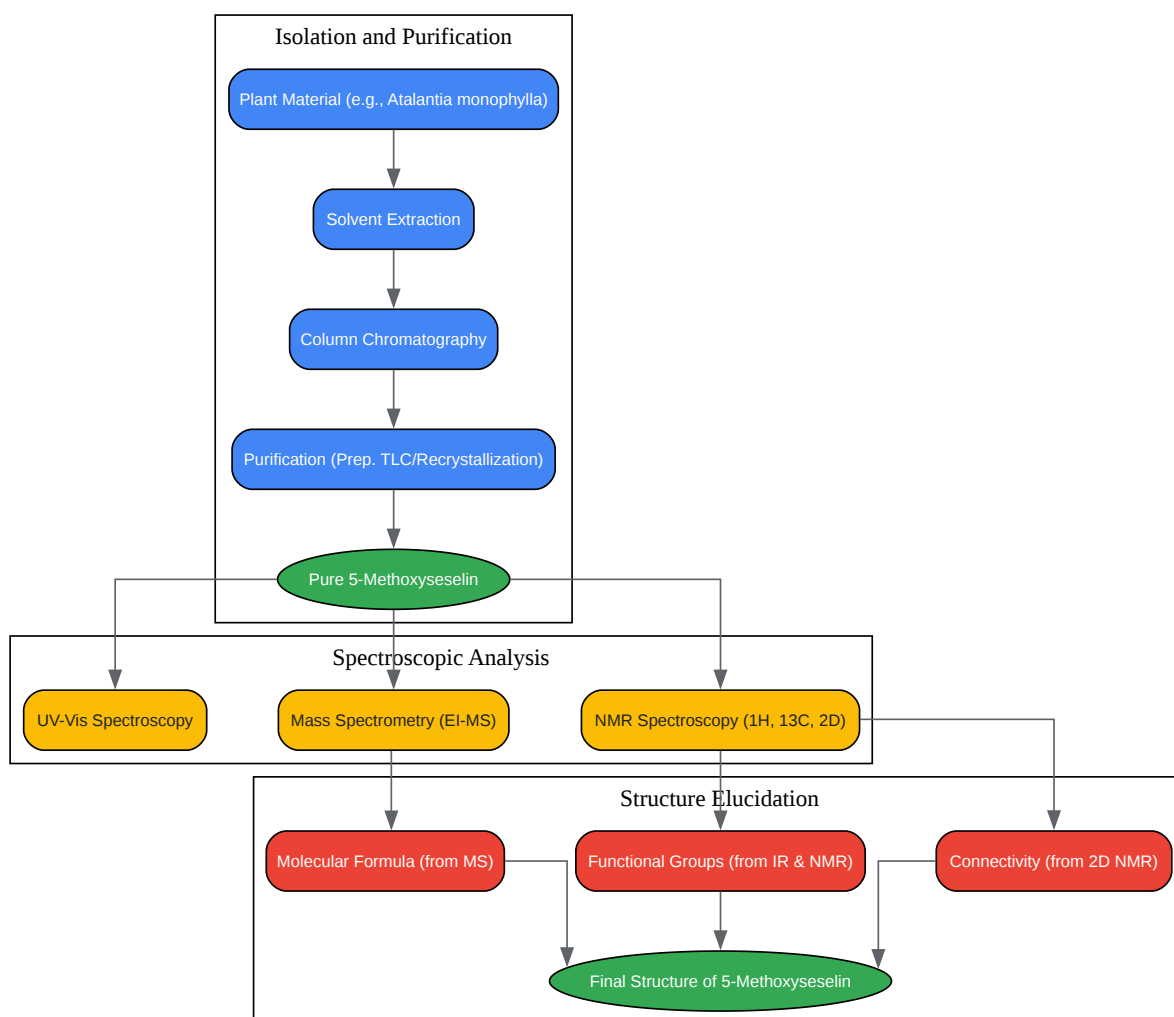 Isolation and Purification
Plant Material (e.g., Atalantia monophylla)
Solvent Extraction
Column Chromatography
Purification (Prep. TLC/Recrystallization)
Pure 5-Methoxyseselin
Spectroscopic Analysis
UV-Vis Spectroscopy
Mass Spectrometry (EI-MS)
NMR Spectroscopy (1H, 13C, 2D)
Structure Elucidation
Molecular Formula (from MS)
Functional Groups (from IR & NMR)
Connectivity (from 2D NMR)
Final Structure of 5-Methoxyseselin